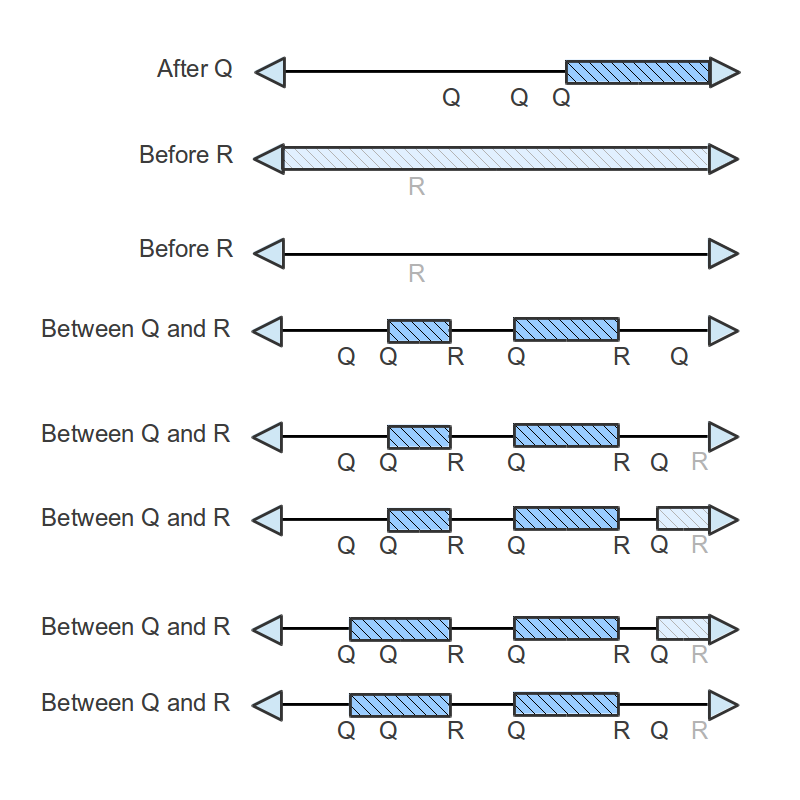 After Q
Q Q Q
Before R
R
Before R
R
Between Q and R
Q Q R Q R Q
Between Q and R
Q Q R Q R Q R
Between Q and R
Q Q R Q R Q R
Between Q and R
Q Q R Q R Q R
Between Q and R
Q Q R Q R Q R